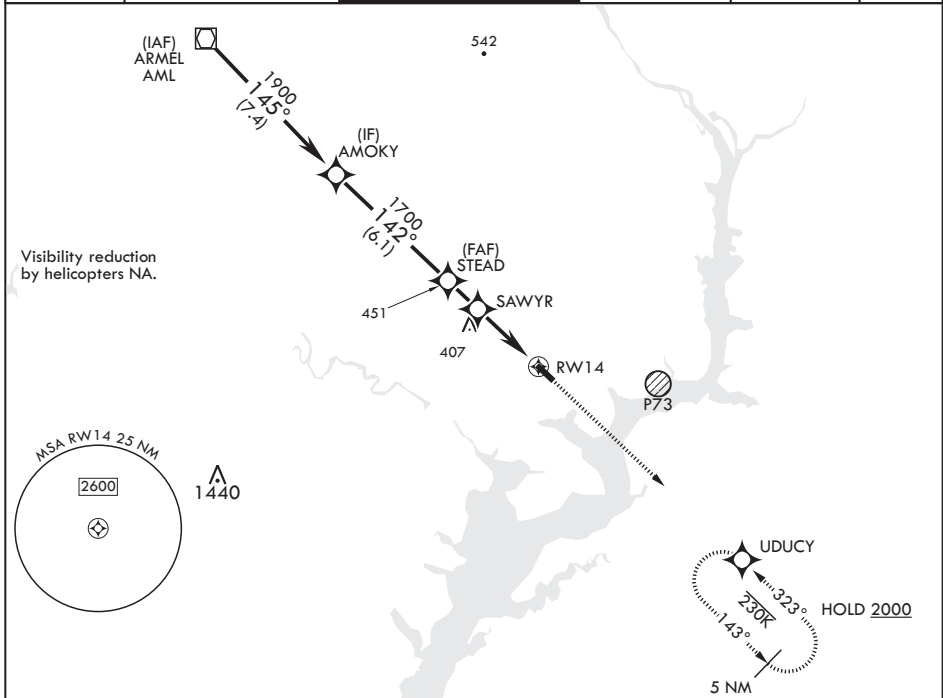 (IAF)
ARMEL
AML
542
1900
145°
(7.4)
(IF)
AMOKY
1700
142°
(6.1)
Visibility reduction
by helicopters NA.
(FAF)
STEAD
451
SAWYR
407
RW14
P73
MSA RW14 25 NM
2600
1440
UDUCY
323°
230K
143°
HOLD 2000
5 NM